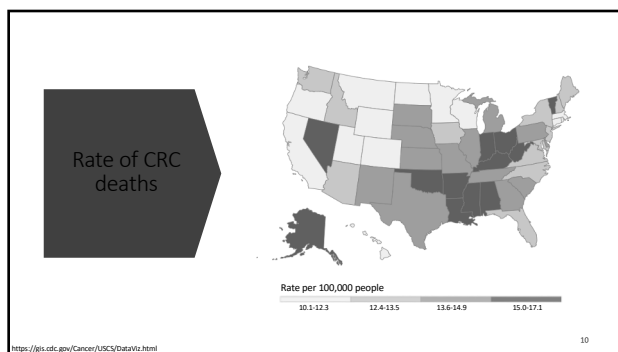 Rate of CRC
deaths
Rate per 100,000 people
10.1-12.3
12.4-13.5
13.6-14.9
15.0-17.1
https://gis.cdc.gov/Cancer/USCS/DataViz.html
10